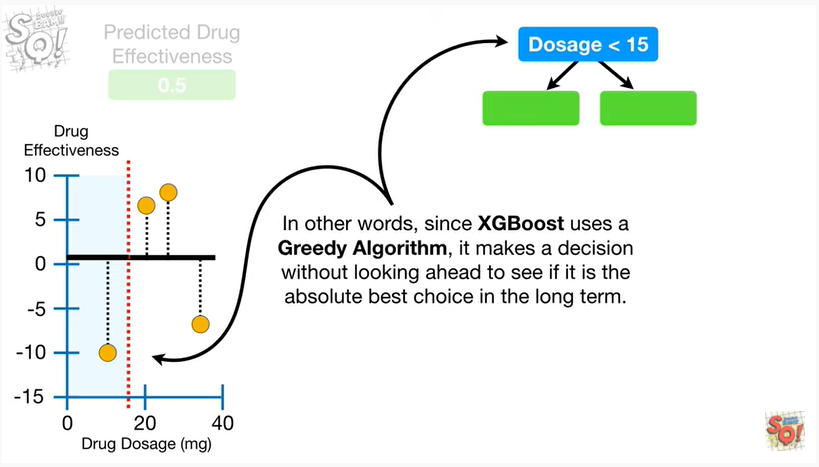 SQ!
Predicted Drug
Effectiveness
0.5
Dosage < 15
Drug
Effectiveness
10
5
0
-5
-10
-15
0
20
40
Drug Dosage (mg)
In other words, since XGBoost uses a
Greedy Algorithm, it makes a decision
without looking ahead to see if it is the
absolute best choice in the long term.
SQ!